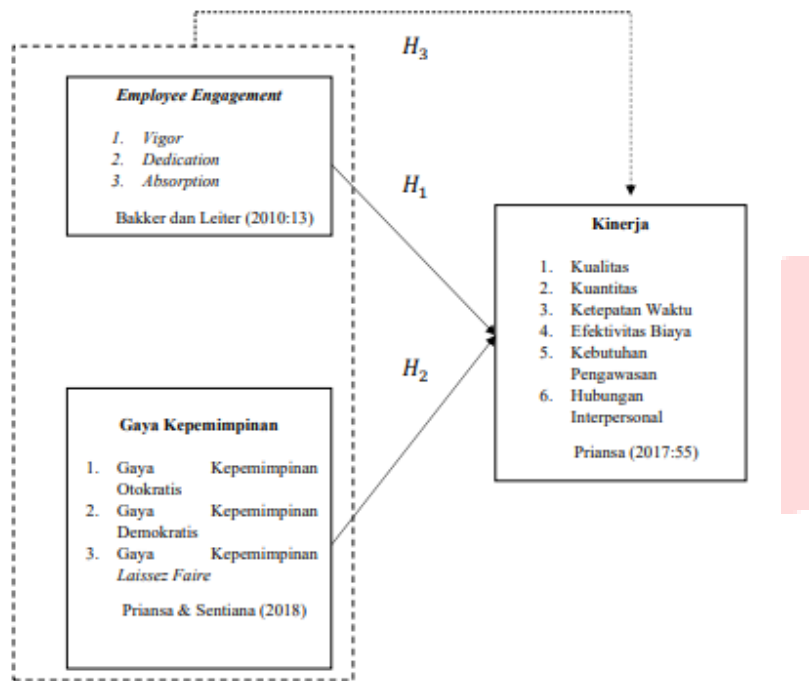 H₃
Employee Engagement
1. Vigor
2. Dedication
3. Absorption
Bakker dan Leiter (2010:13)
H₁
Kinerja
1. Kualitas
2. Kuantitas
3. Ketepatan Waktu
4. Efektivitas Biaya
5. Kebutuhan
Pengawasan
6. Hubungan
Interpersonal
Priansa (2017:55)
H₂
Gaya Kepemimpinan
1. Gaya Kepemimpinan
Otokratis
2. Gaya Kepemimpinan
Demokratis
3. Gaya Kepemimpinan
Laissez Faire
Priansa & Sentiana (2018)